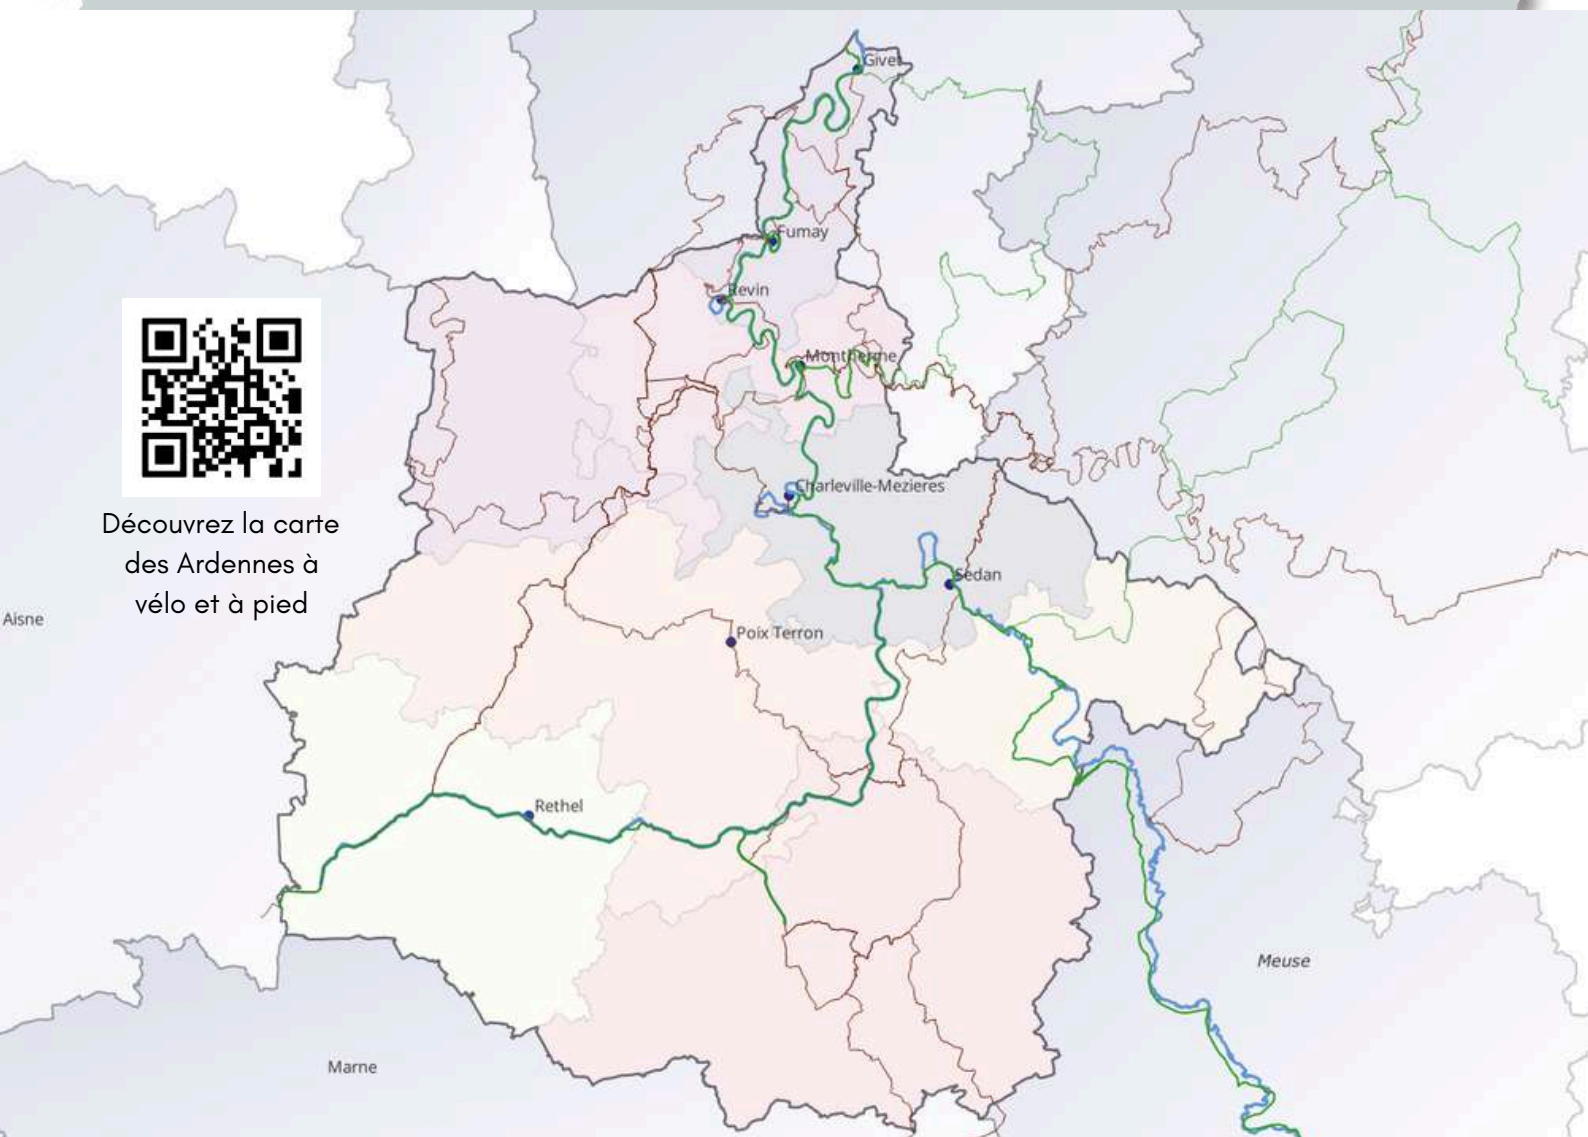 Givet
Fumay
Revin
Montherme
Charleville-Mezieres
Découvrez la carte
des Ardennes à
vélo et à pied
Sedan
Aisne
Poix Terron
Rethel
Meuse
Marne